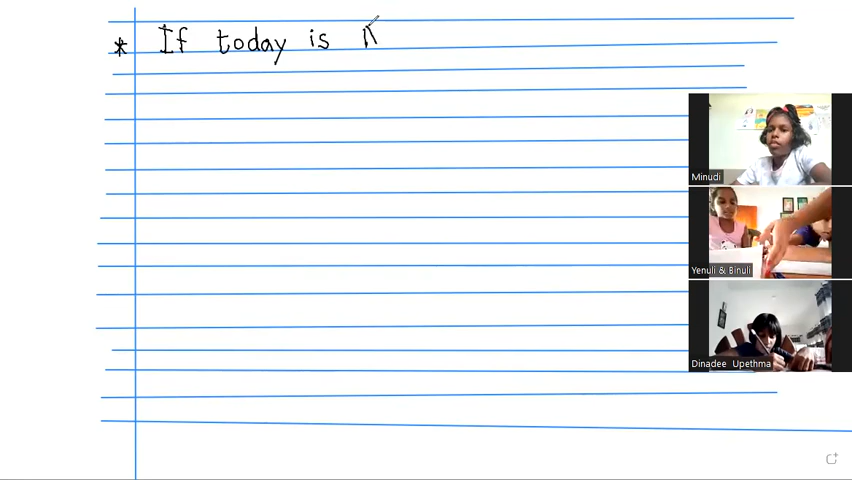 * If today is
Minudi
Yenuli & Binuli
Dinadee Upethma